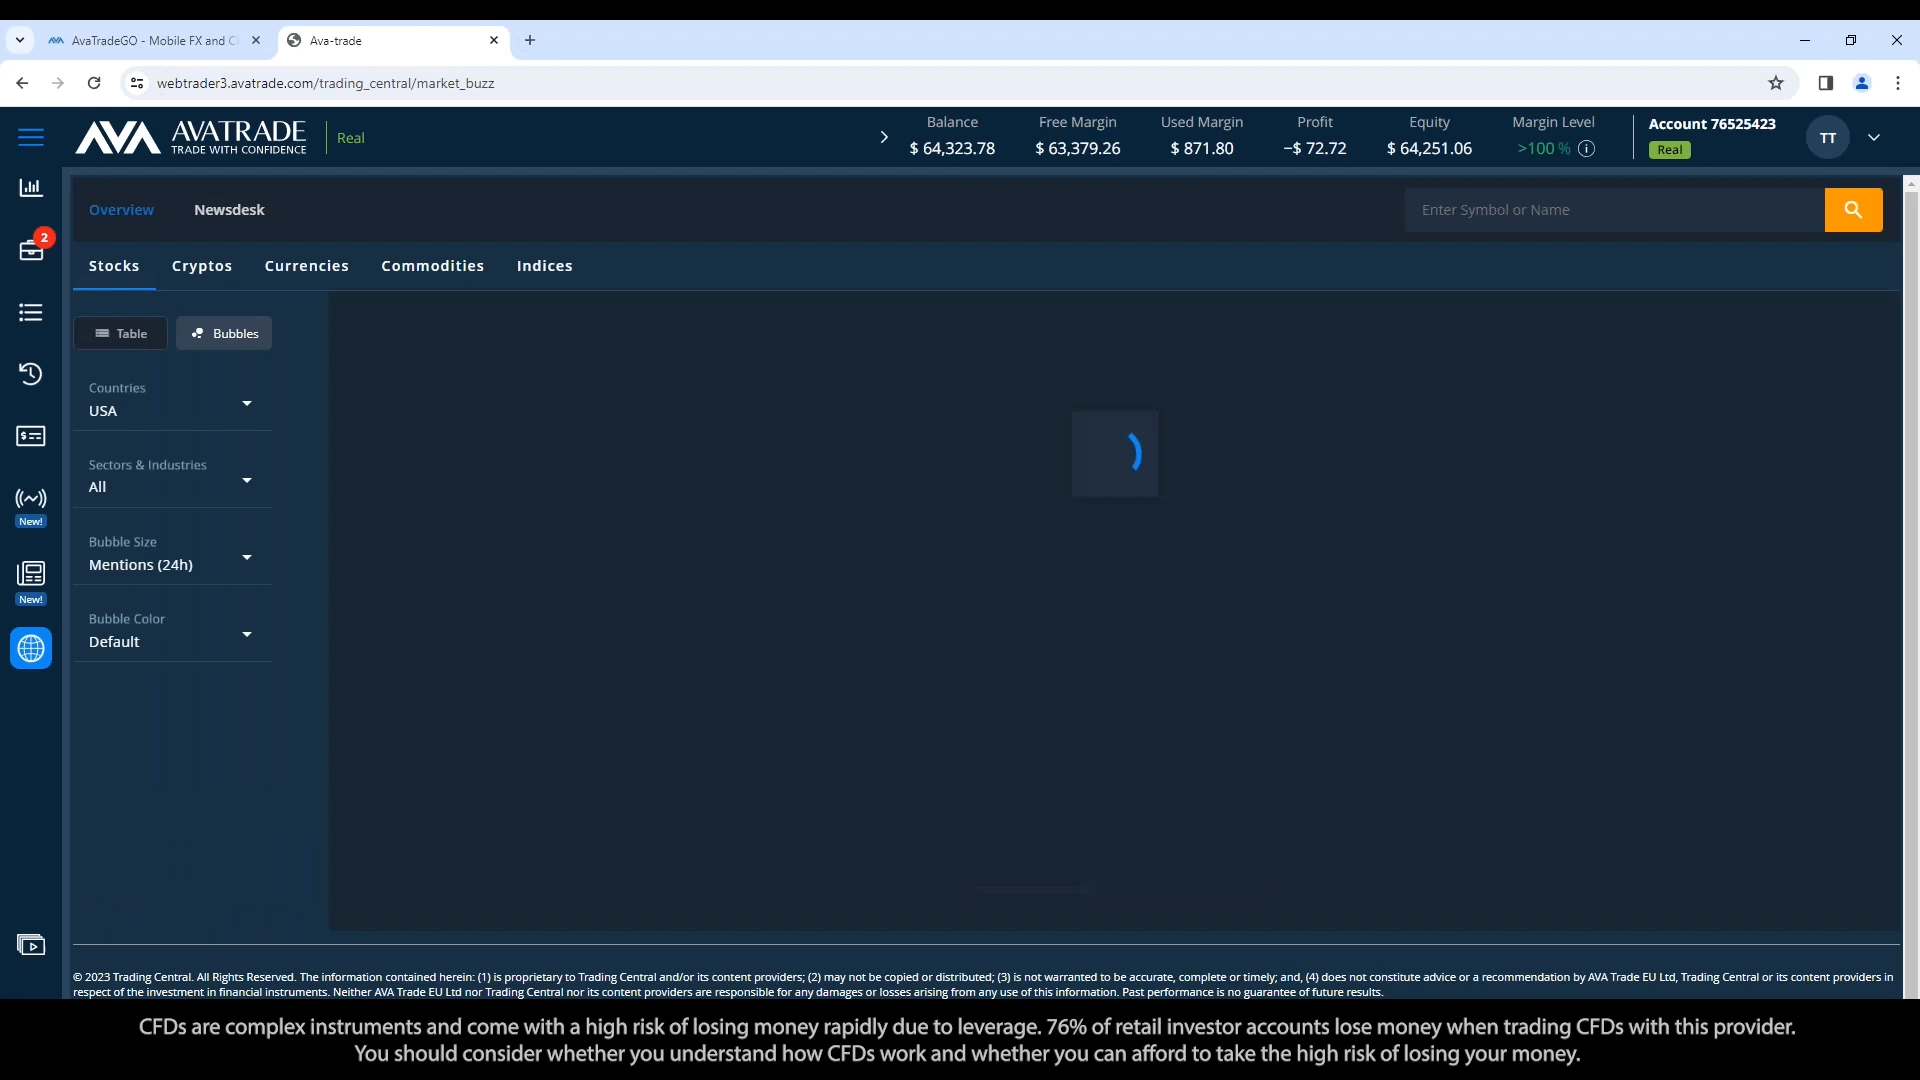 AvaTradeGO - Mobile FX and C
Ava-trade
webtrader3.avatrade.com/trading_central/market_buzz
AVA AVATRADE
TRADE WITH CONFIDENCE
Real
Balance
$ 64,323.78
Free Margin
$ 63,379.26
Used Margin
$ 871.80
Profit
−$ 72.72
Equity
$ 64,251.06
Margin Level
>100 %
Account 76525423
Real
TT
2
New!
New!
Overview Newsdesk
Enter Symbol or Name
Stocks Cryptos Currencies Commodities Indices
Table Bubbles
Countries
USA
Sectors & Industries
All
Bubble Size
Mentions (24h)
Bubble Color
Default
© 2023 Trading Central. All Rights Reserved. The information contained herein: (1) is proprietary to Trading Central and/or its content providers; (2) may not be copied or distributed; (3) is not warranted to be accurate, complete or timely; and, (4) does not constitute advice or a recommendation by AVA Trade EU Ltd, Trading Central or its content providers in
respect of the investment in financial instruments. Neither AVA Trade EU Ltd nor Trading Central nor its content providers are responsible for any damages or losses arising from any use of this information. Past performance is no guarantee of future results.
CFDs are complex instruments and come with a high risk of losing money rapidly due to leverage. 76% of retail investor accounts lose money when trading CFDs with this provider.
You should consider whether you understand how CFDs work and whether you can afford to take the high risk of losing your money.